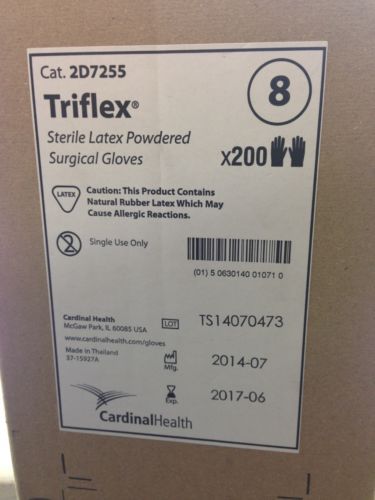 Cat. 2D7255
8
Triflex®
Sterile Latex Powdered
Surgical Gloves
x200
LATEX
Caution: This Product Contains
Natural Rubber Latex Which May
Cause Allergic Reactions.
2
Single Use Only
(01) 5 0630140 01071 0
Cardinal Health
McGaw Park, IL 60085 USA
www.cardinalhealth.com/gloves
Made in Thailand
37-15927A
LOT TS14070473
Mfg. 2014-07
Exp. 2017-06
CardinalHealth